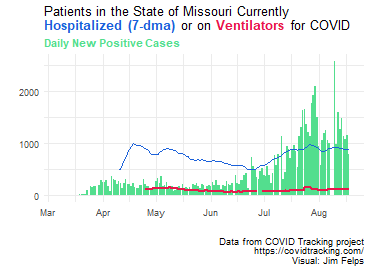 Patients in the State of Missouri Currently
Hospitalized (7-dma) or on Ventilators for COVID
Daily New Positive Cases
2000
1000
0
Mar Apr May Jun Jul Aug
Data from COVID Tracking project
https://covidtracking.com/
Visual: Jim Felps